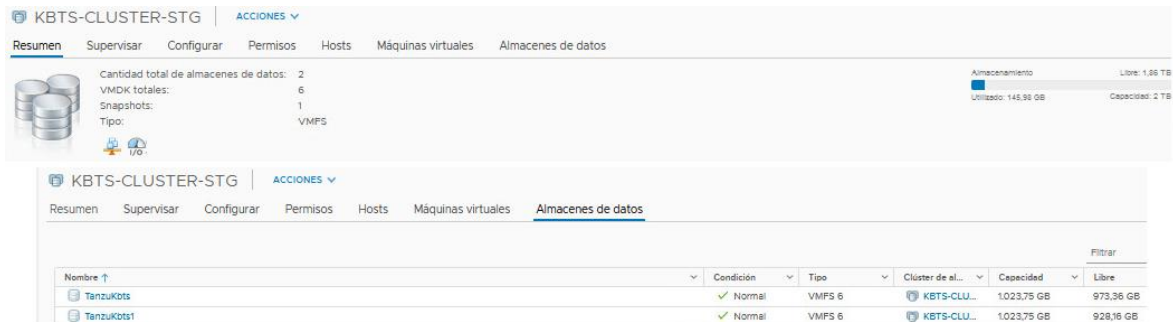 KBTS-CLUSTER-STG ACCIONES
Resumen Supervisar Configurar Permisos Hosts Máquinas virtuales Almacenes de datos
Cantidad total de almacenes de datos: 2
VMDK totales: 6
Snapshots: 1
Tipo: VMFS
I/O
Almacenamiento Libre: 1,86 TB
Utilizado: 145,98 GB Capacidad: 2 TB
KBTS-CLUSTER-STG ACCIONES
Resumen Supervisar Configurar Permisos Hosts Máquinas virtuales Almacenes de datos
Filtrar
Nombre Condición Tipo Clúster de al... Capacidad Libre
TanzuKbts Normal VMFS 6 KBTS-CLU... 1.023,75 GB 973,36 GB
TanzuKbts1 Normal VMFS 6 KBTS-CLU... 1.023,75 GB 928,16 GB